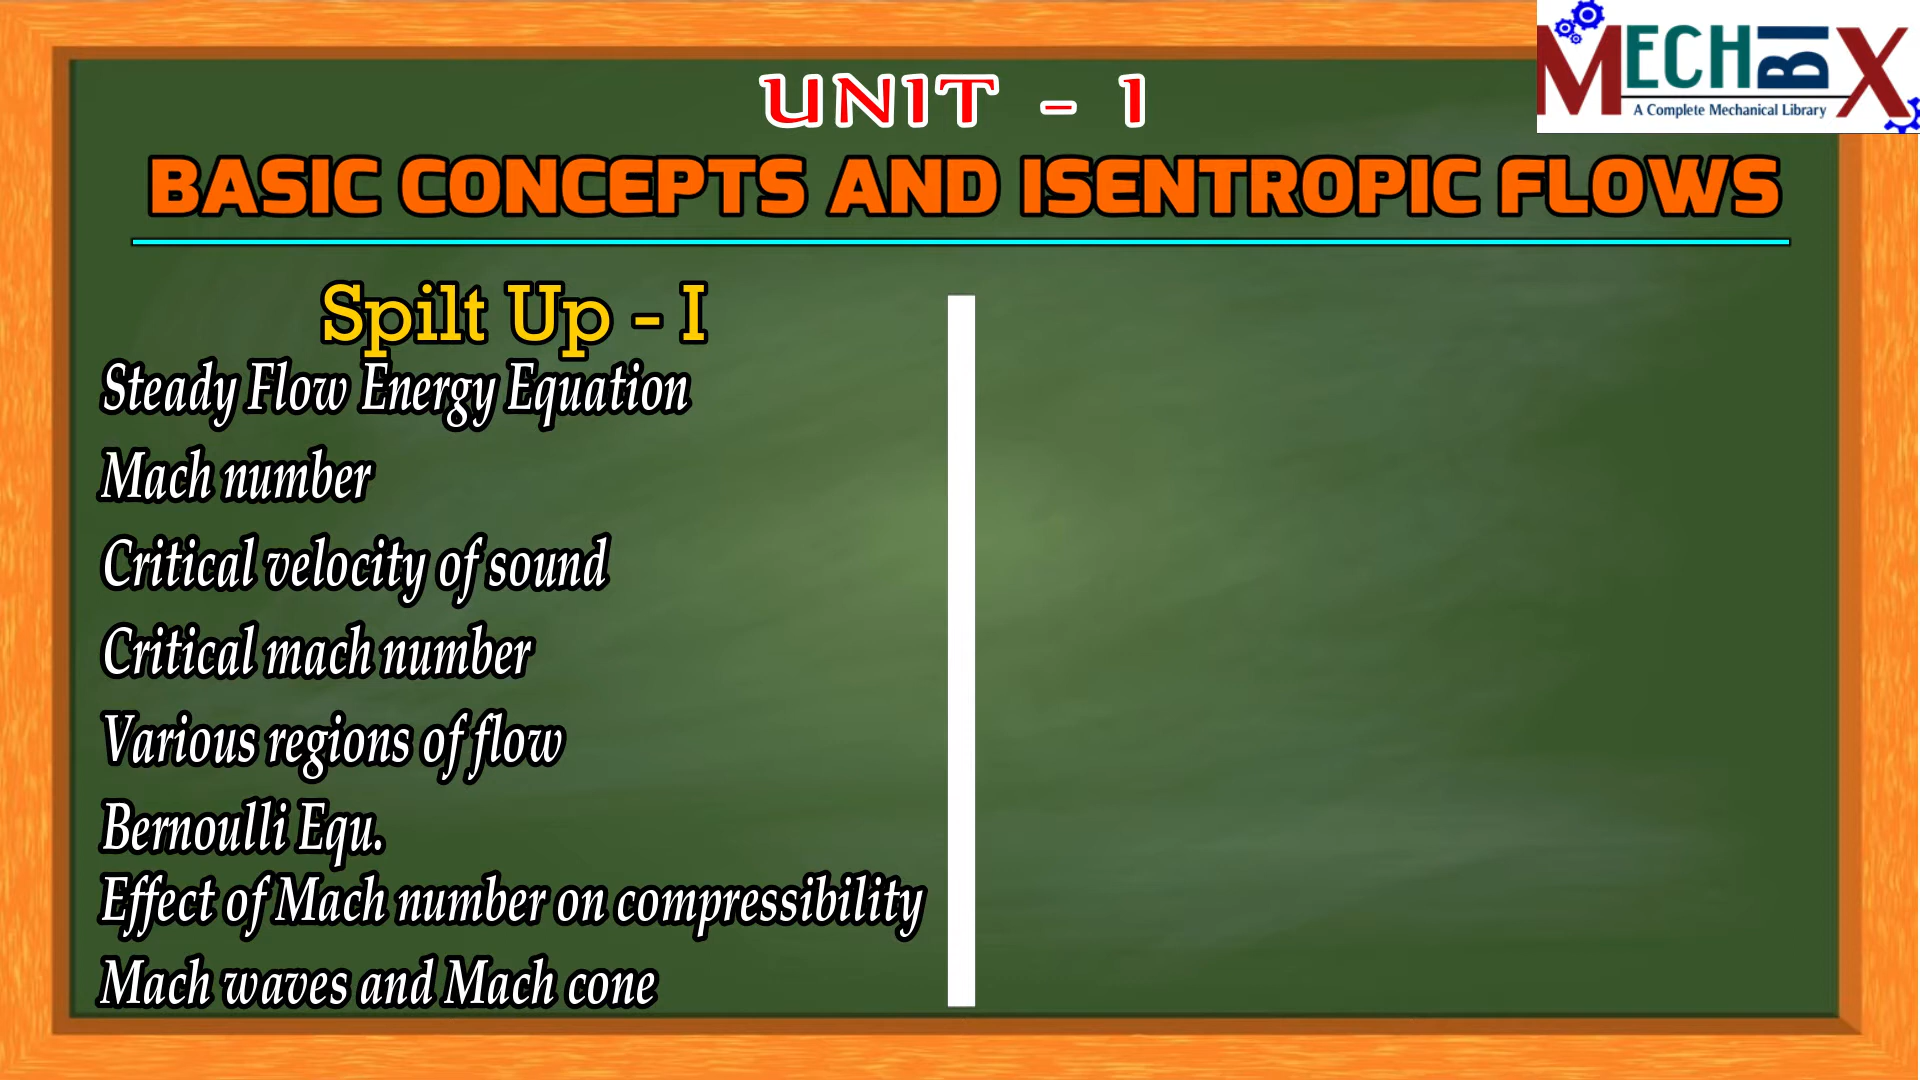 MECHBIX
A Complete Mechanical Library
UNIT - 1
BASIC CONCEPTS AND ISENTROPIC FLOWS
Spilt Up - I
Steady Flow Energy Equation
Mach number
Critical velocity of sound
Critical mach number
Various regions of flow
Bernoulli Equ.
Effect of Mach number on compressibility
Mach waves and Mach cone